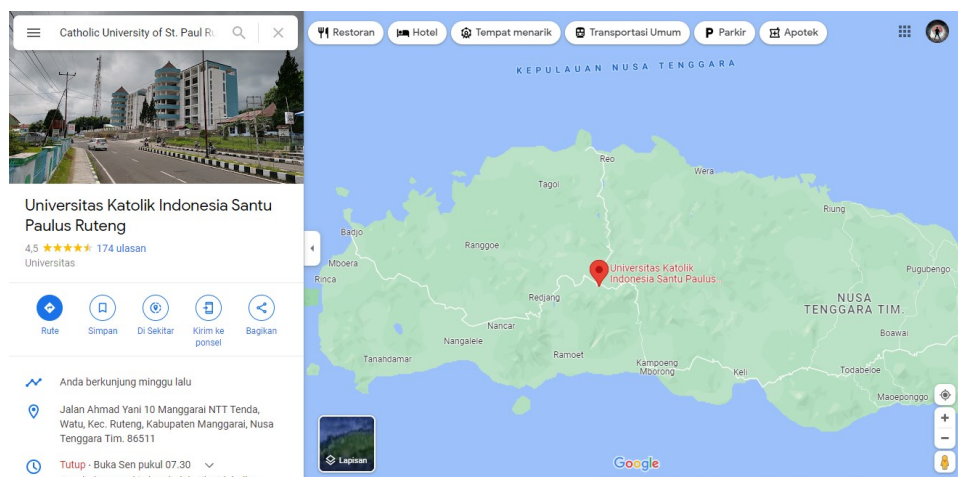 Catholic University of St. Paul Ru
Universitas Katolik Indonesia Santu
Paulus Ruteng
4,5
174 ulasan
Universitas
Rute
Simpan
Di Sekitar
Kirim ke
ponsel
Bagikan
Anda berkunjung minggu lalu
Jalan Ahmad Yani 10 Manggarai NTT Tenda,
Watu, Kec. Ruteng, Kabupaten Manggarai, Nusa
Tenggara Tim. 86511
Tutup · Buka Sen pukul 07.30
Restoran
Hotel
Tempat menarik
Transportasi Umum
P Parkir
Apotek
KEPULAUAN NUSA TENGGARA
Reo
Wera
Tagol
Riung
Badjo
Ranggoe
Mboera
Rinca
Universitas Katolik
Indonesia Santu Paulus
Pugubengo
Redjang
NUSA
TENGGARA TIM.
Nancar
Nangalele
Boawai
Tanahdamar
Ramoet
Kampoeng
Mborong
Keli
Todabeloe
Maoeponggo
Lapisan
Google